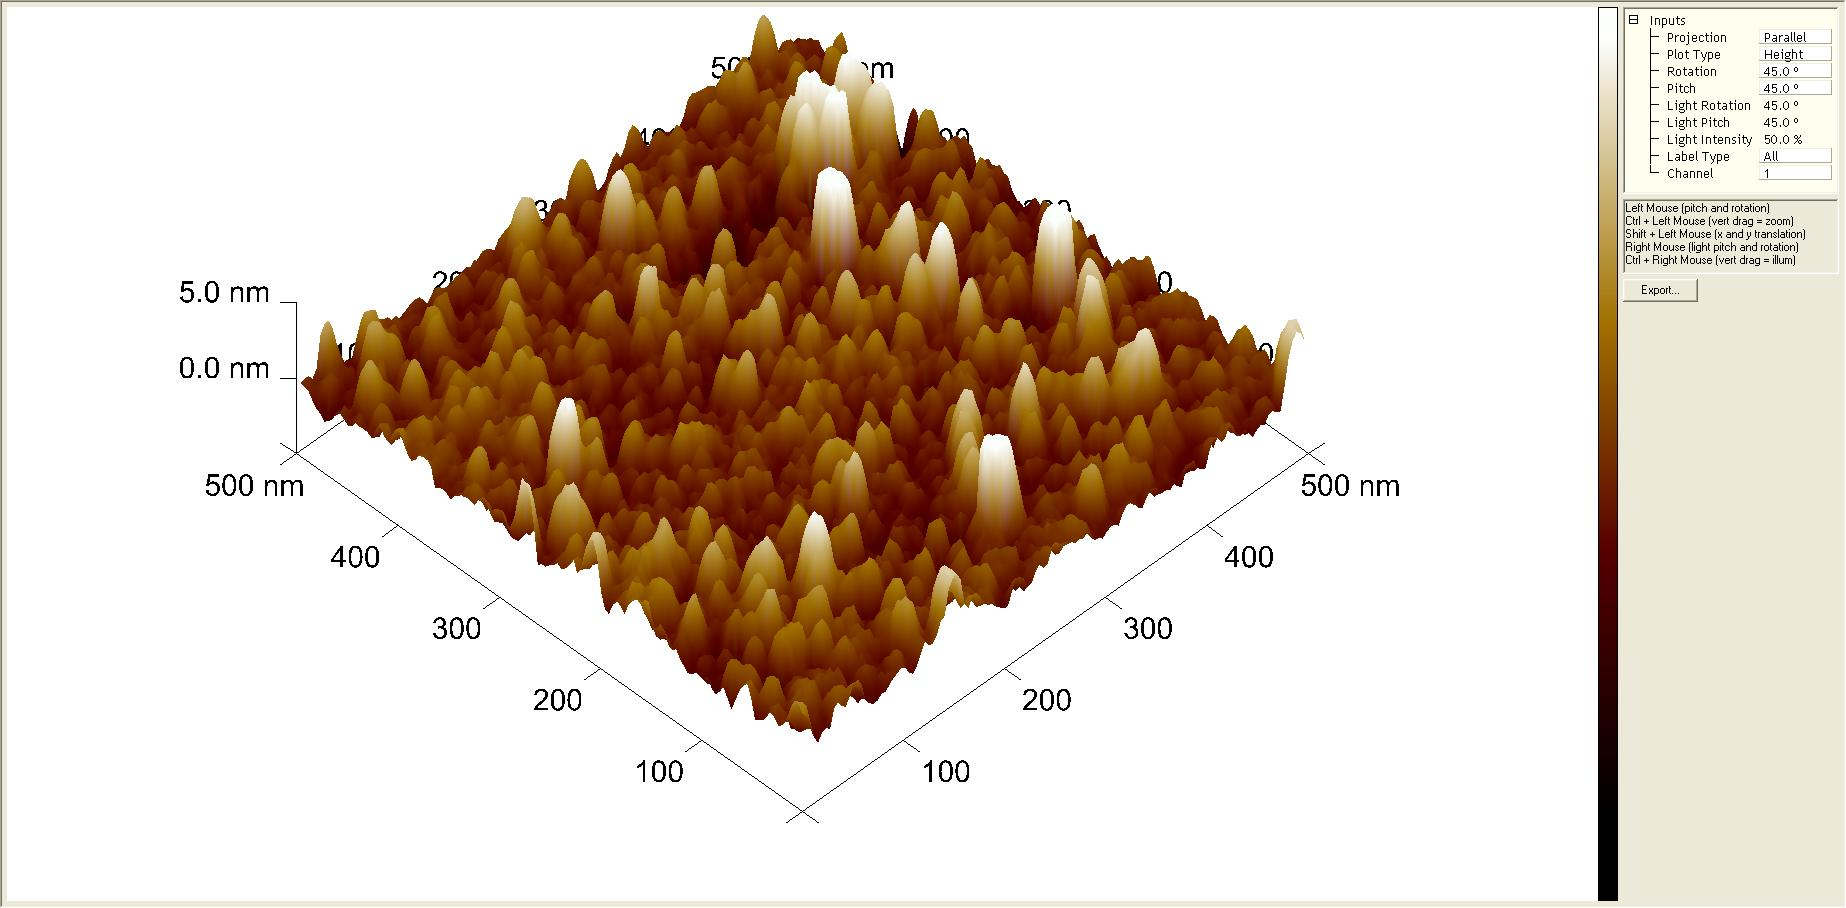 Inputs
Projection Parallel
Plot Type Height
Rotation 45.0 º
Pitch 45.0 º
Light Rotation 45.0 º
Light Pitch 45.0 º
Light Intensity 50.0 %
Label Type All
Channel 1
Left Mouse (pitch and rotation)
Ctrl + Left Mouse (vert drag = zoom)
Shift + Left Mouse (x and y translation)
Right Mouse (light pitch and rotation)
Ctrl + Right Mouse (vert drag = illum)
Export...
5.0 nm
0.0 nm
500 nm
400
300
200
100
100
200
300
400
500 nm